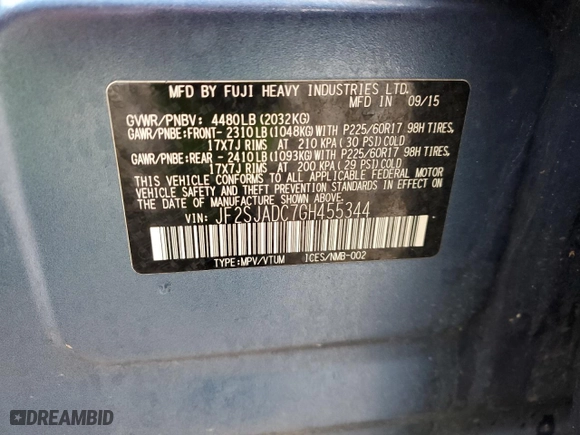 MFD BY FUJI HEAVY INDUSTRIES LTD.
MFD IN 09/15
GVWR/PNBV: 4480LB (2032KG)
GAWR/PNBE:FRONT- 2310LB (1048KG) WITH P225/60R17 98H TIRES,
17X7J RIMS AT 210 KPA (30 PSI) COLD
GAWR/PNBE:REAR - 2410LB (1093KG) WITH P225/60R17 98H TIRES,
17X7J RIMS AT 200 KPA (29 PSI) COLD
THIS VEHICLE CONFORMS TO ALL APPLICABLE FEDERAL MOTOR
VEHICLE SAFETY AND THEFT PREVENTION STANDARDS IN EFFECT ON
THE DATE OF MANUFACTURE SHOWN ABOVE.
VIN: JF2SJADC7GH455344
TYPE:MPV/VTUM ICES/NMB-002
DREAMBID